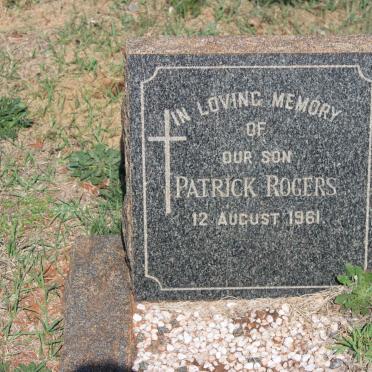 IN LOVING MEMORY
OF
OUR SON
PATRICK ROGERS
12 AUGUST 1961